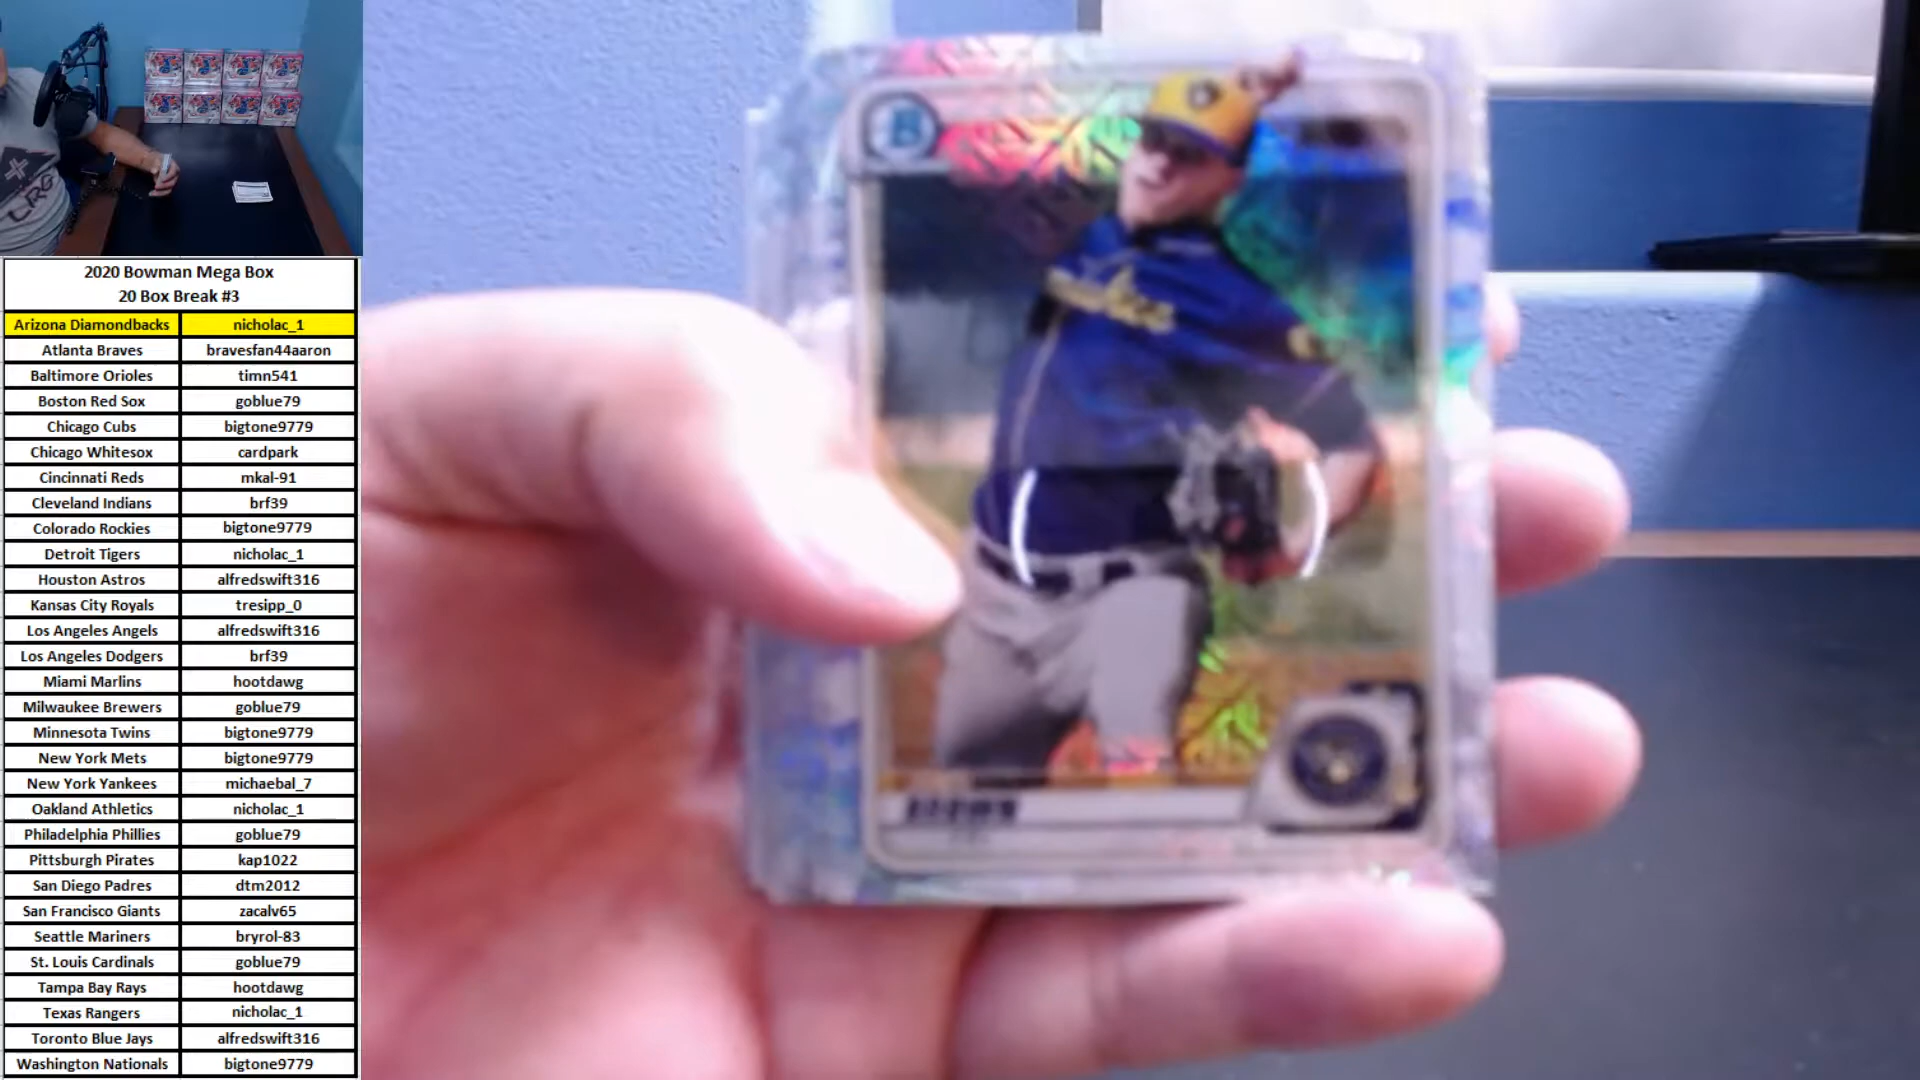 2020 Bowman Mega Box
20 Box Break #3
Arizona Diamondbacks nicholac_1
Atlanta Braves bravesfan44aaron
Baltimore Orioles timn541
Boston Red Sox goblue79
Chicago Cubs bigtone9779
Chicago Whitesox cardpark
Cincinnati Reds mkal-91
Cleveland Indians brf39
Colorado Rockies bigtone9779
Detroit Tigers nicholac_1
Houston Astros alfredswift316
Kansas City Royals tresipp_0
Los Angeles Angels alfredswift316
Los Angeles Dodgers brf39
Miami Marlins hootdawg
Milwaukee Brewers goblue79
Minnesota Twins bigtone9779
New York Mets bigtone9779
New York Yankees michaebal_7
Oakland Athletics nicholac_1
Philadelphia Phillies goblue79
Pittsburgh Pirates kap1022
San Diego Padres dtm2012
San Francisco Giants zacalv65
Seattle Mariners bryrol-83
St. Louis Cardinals goblue79
Tampa Bay Rays hootdawg
Texas Rangers nicholac_1
Toronto Blue Jays alfredswift316
Washington Nationals bigtone9779
LRG
B
BROWN